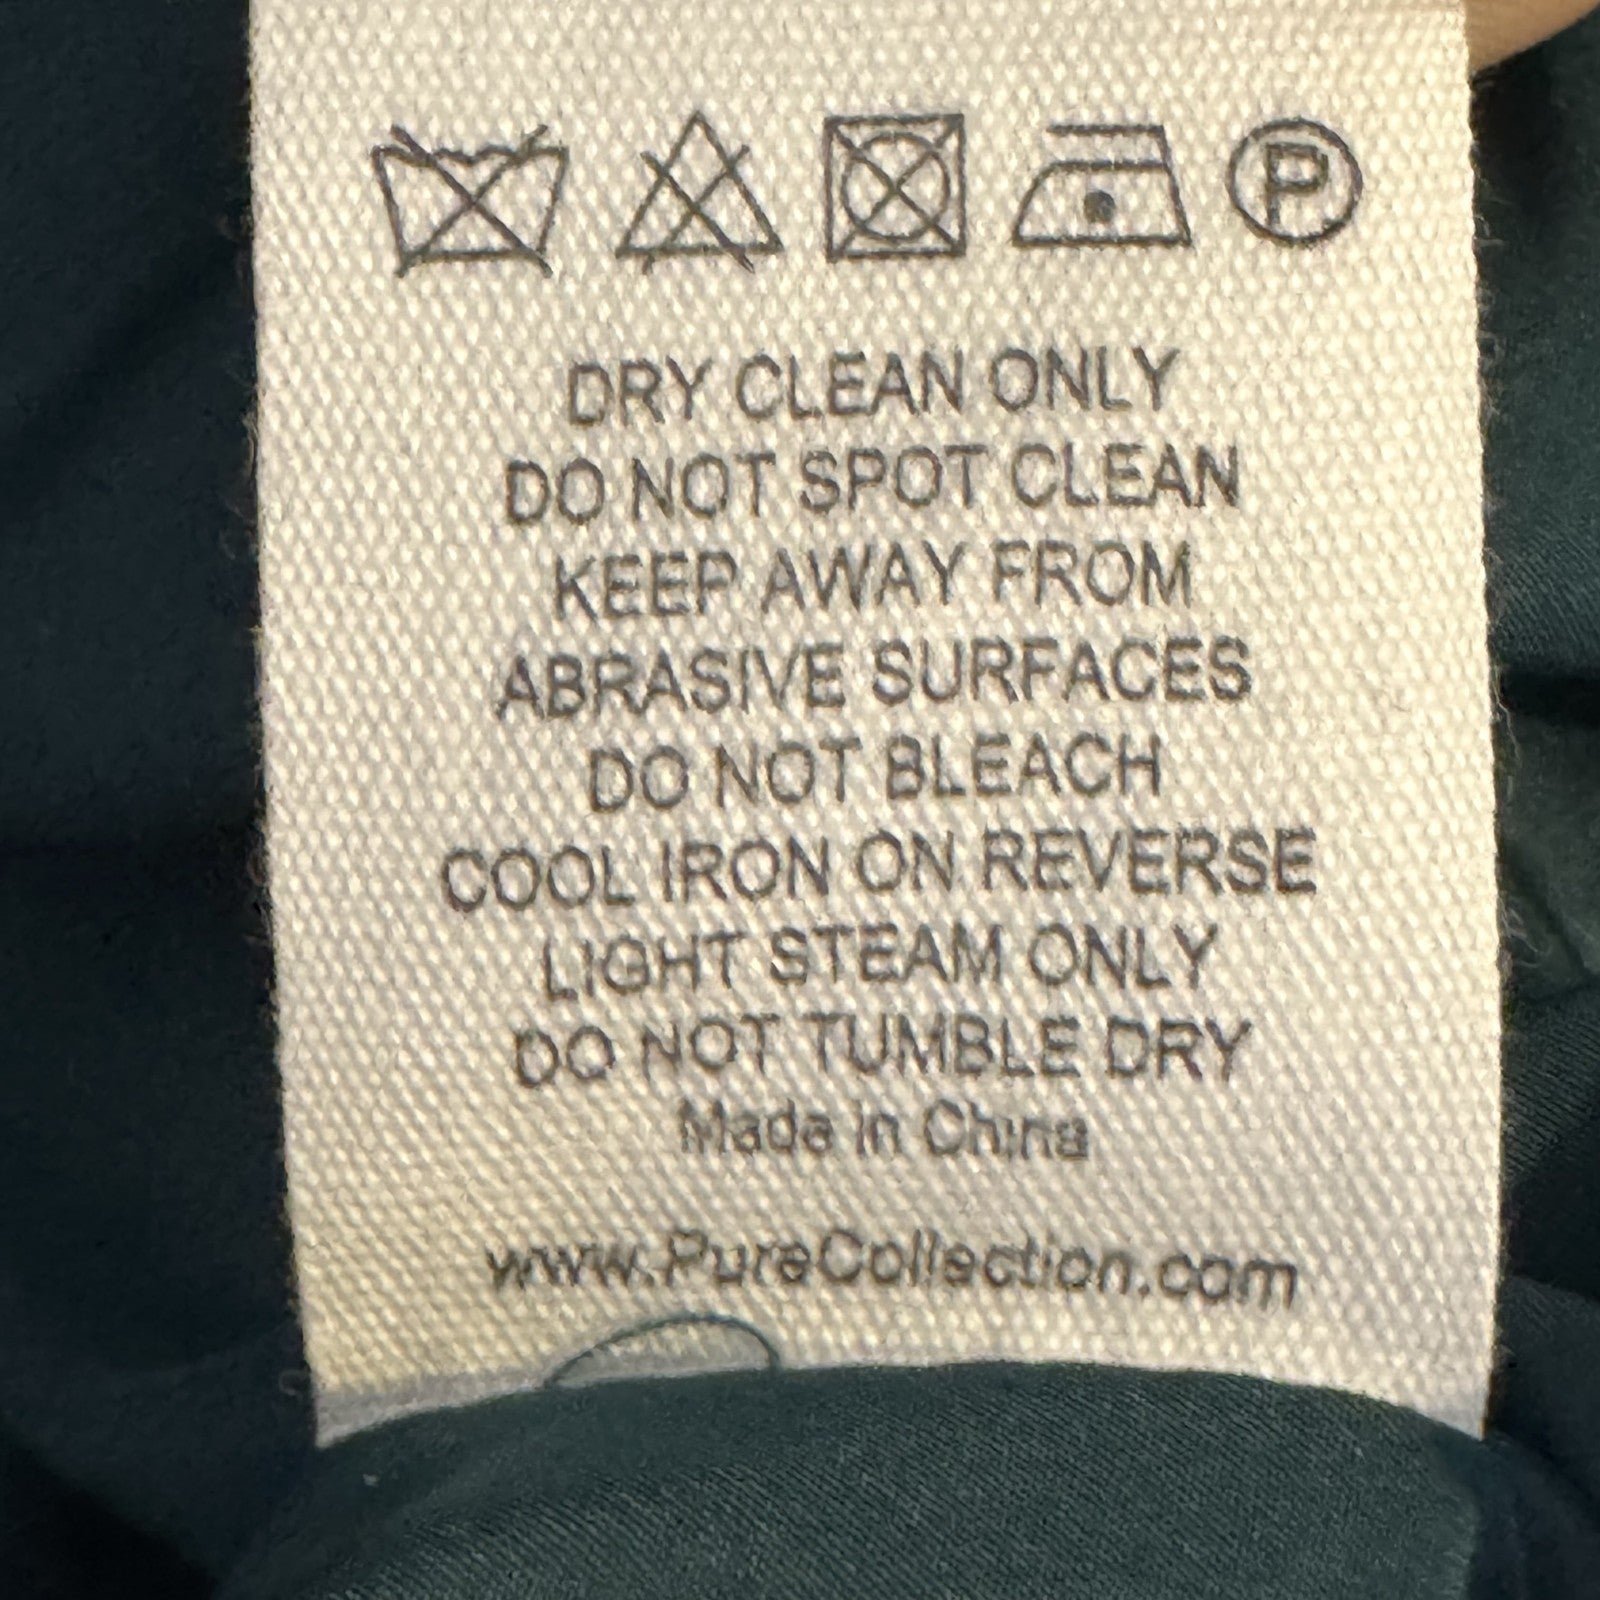 P
DRY CLEAN ONLY
DO NOT SPOT CLEAN
KEEP AWAY FROM
ABRASIVE SURFACES
DO NOT BLEACH
COOL IRON ON REVERSE
LIGHT STEAM ONLY
DO NOT TUMBLE DRY
Made in China
www.PureCollection.com